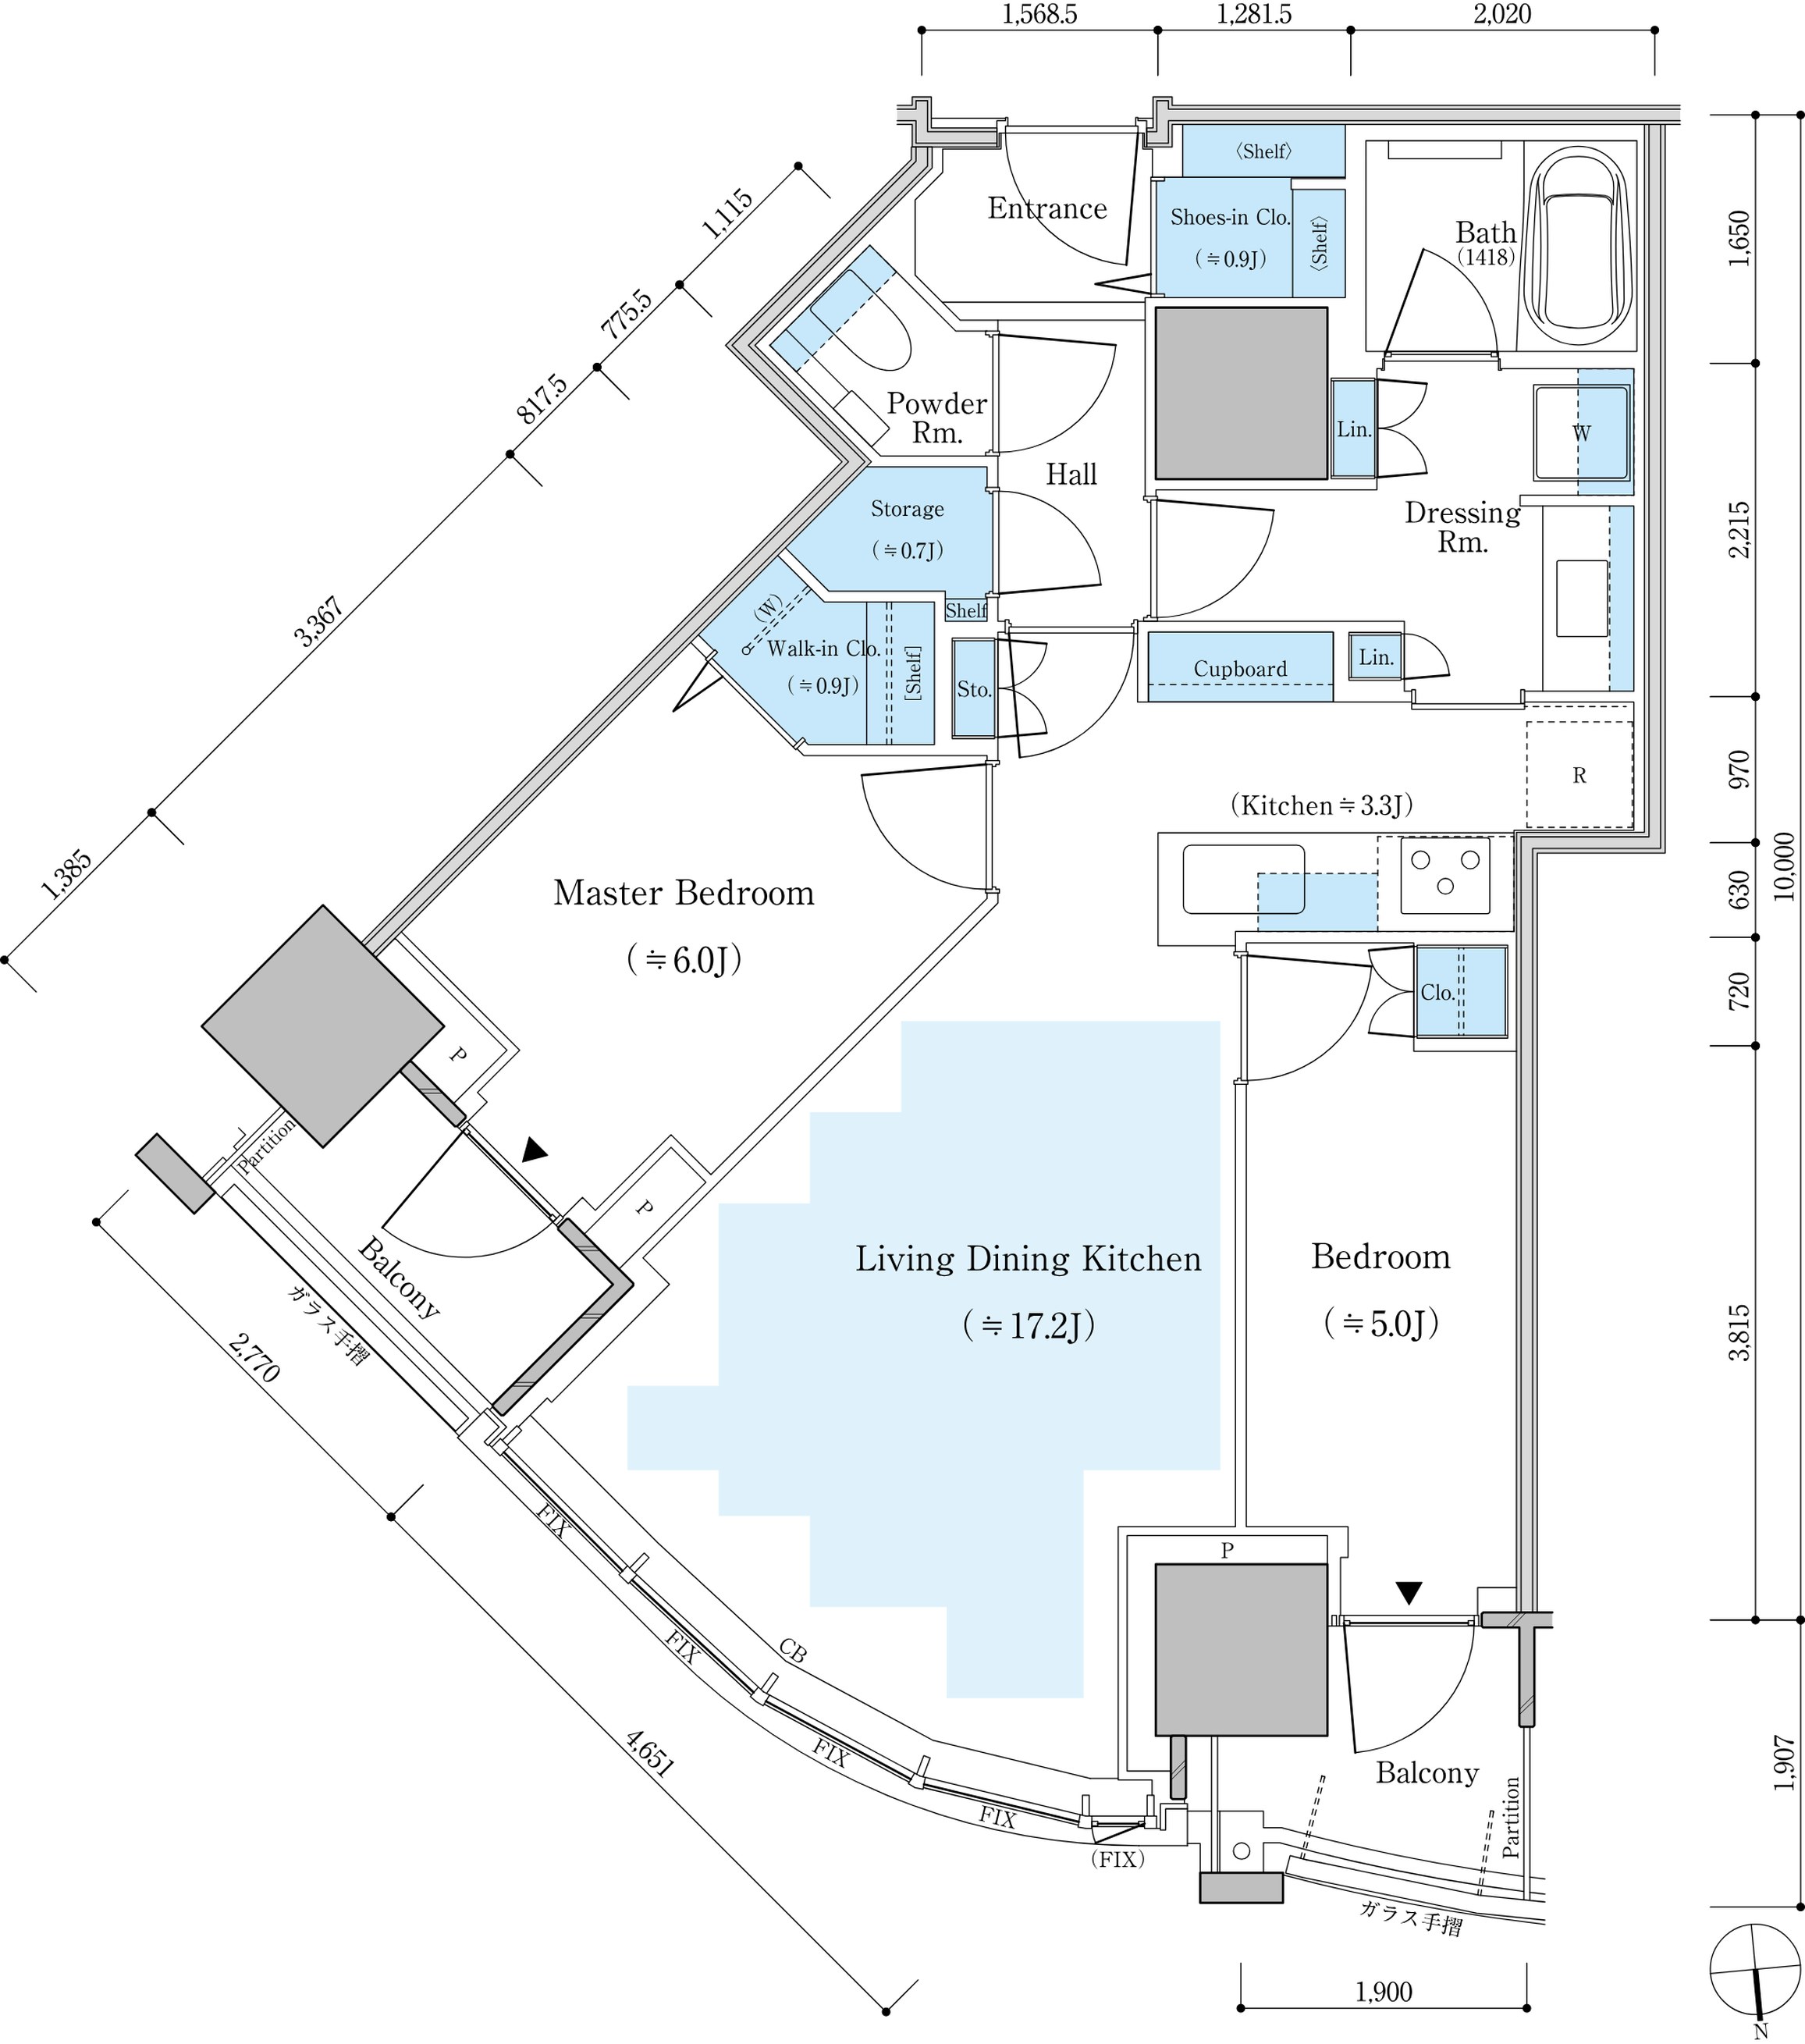 1,568.5
1,281.5
2,020
〈Shelf〉
Entrance
Shoes-in Clo.
(≒0.9J)
〈Shelf〉
Bath
(1418)
1,115
775.5
817.5
3,367
1,385
1,650
2,215
970
630
720
3,815
10,000
1,907
Powder
Rm.
Hall
Lin.
W
Dressing
Rm.
Storage
(≒0.7J)
Shelf
(W)
Walk-in Clo.
(≒0.9J)
[Shelf]
Sto.
Cupboard
Lin.
R
(Kitchen≒3.3J)
Master Bedroom
(≒6.0J)
Clo.
P
Partition
P
Balcony
ガラス手摺
2,770
Living Dining Kitchen
(≒17.2J)
Bedroom
(≒5.0J)
FIX
FIX
FIX
FIX
(FIX)
CB
P
4,651
Balcony
Partition
ガラス手摺
1,900
N